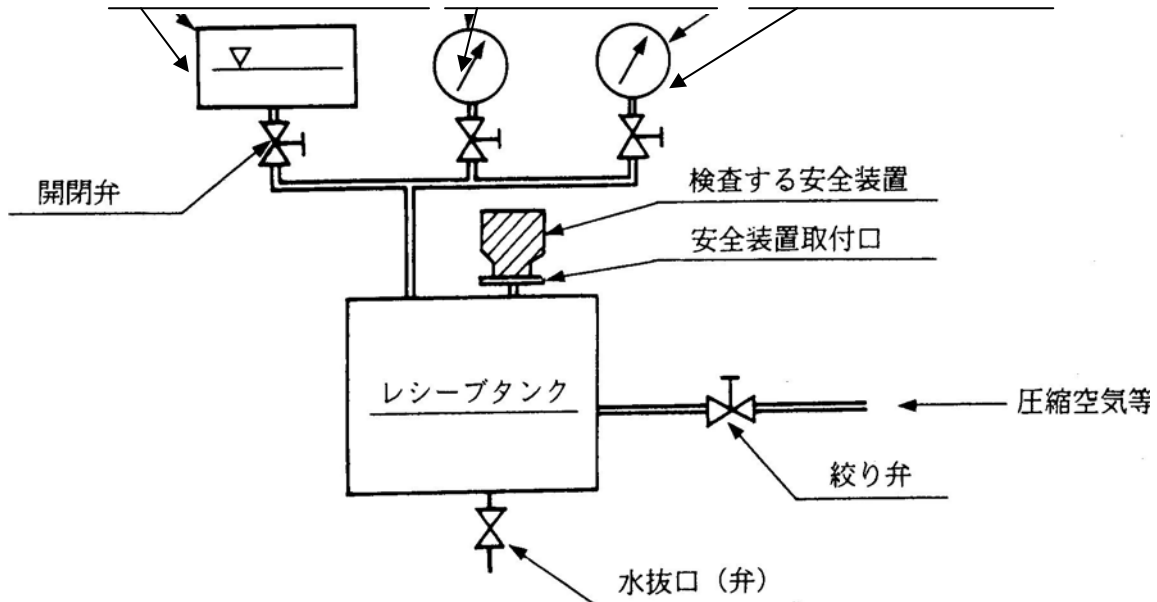 開閉弁
検査する安全装置
安全装置取付口
レシーブタンク
圧縮空気等
絞り弁
水抜口（弁）